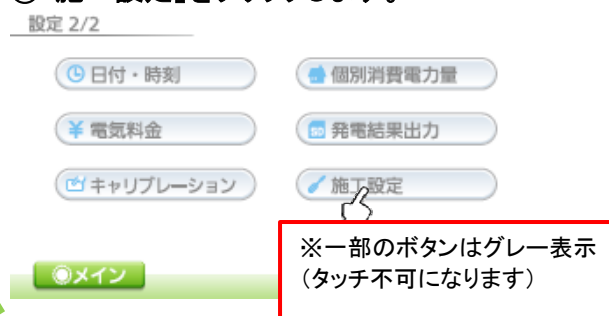 設定 2/2
日付・時刻
個別消費電力量
¥ 電気料金
発電結果出力
キャリブレーション
施工設定
※一部のボタンはグレー表示
（タッチ不可になります）
メイン